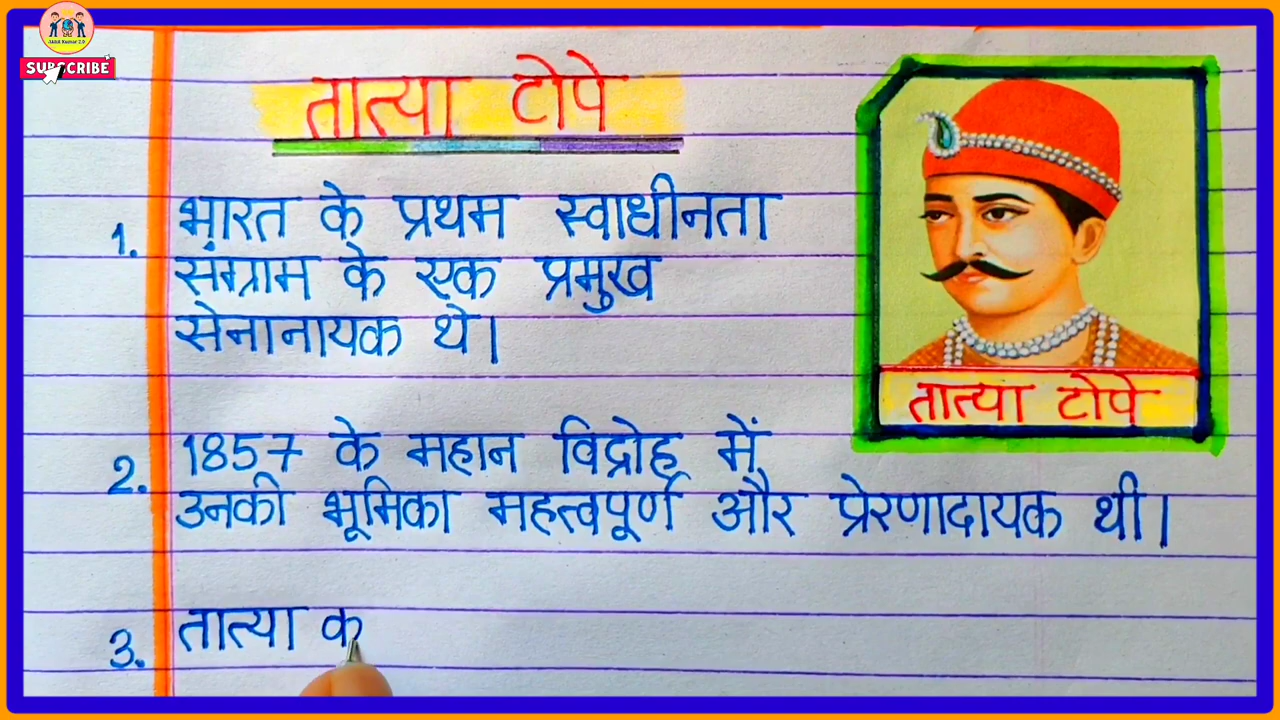 SUBSCRIBE
तात्या टोपे
1. भारत के प्रथम स्वाधीनता
संग्राम के एक प्रमुख
सेनानायक थे।
तात्या टोपे
2. 1857 के महान विद्रोह में
उनकी भूमिका महत्वपूर्ण और प्रेरणादायक थी।
3. तात्या क